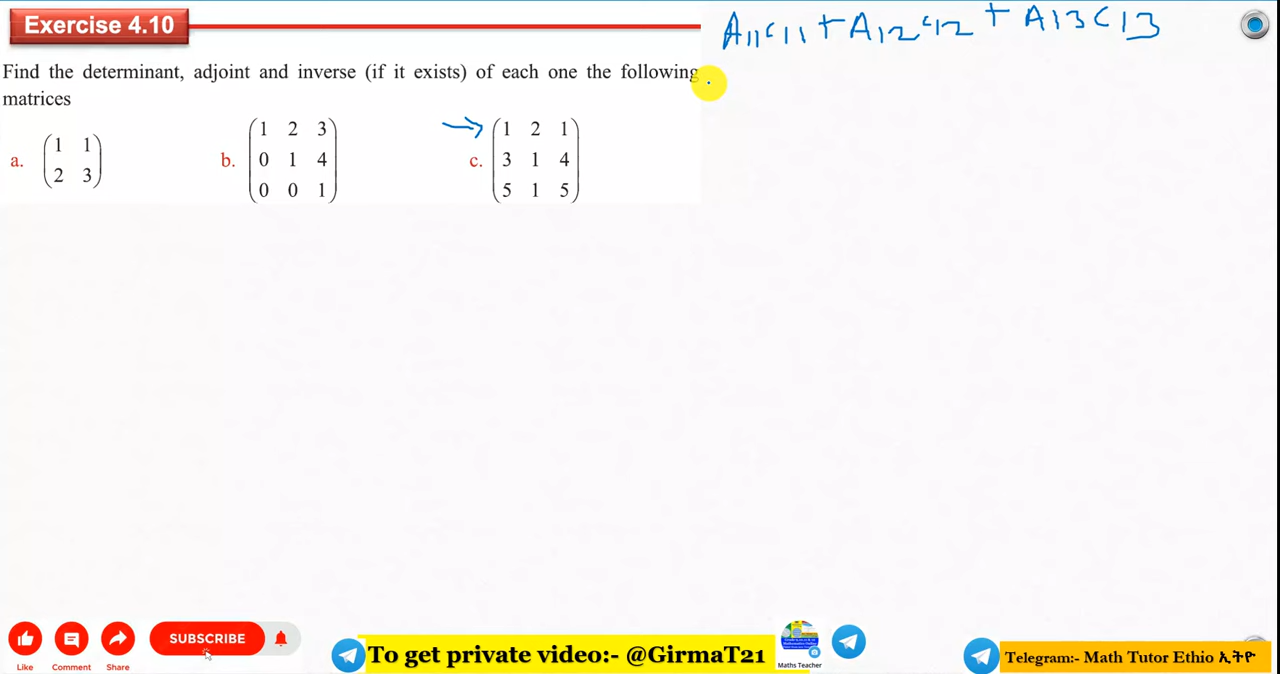 Exercise 4.10
A11C11 + A12C12 + A13C13
Find the determinant, adjoint and inverse (if it exists) of each one the following
matrices
a. (1 1
2 3)
b. (1 2 3
0 1 4
0 0 1)
→ c. (1 2 1
3 1 4
5 1 5)
SUBSCRIBE
Like Comment Share
To get private video:- @GirmaT21
Maths Teacher
Telegram:- Math Tutor Ethio ኢትዮ